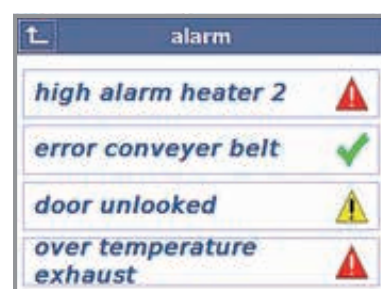 alarm
high alarm heater 2
error conveyer belt
door unlooked
over temperature
exhaust